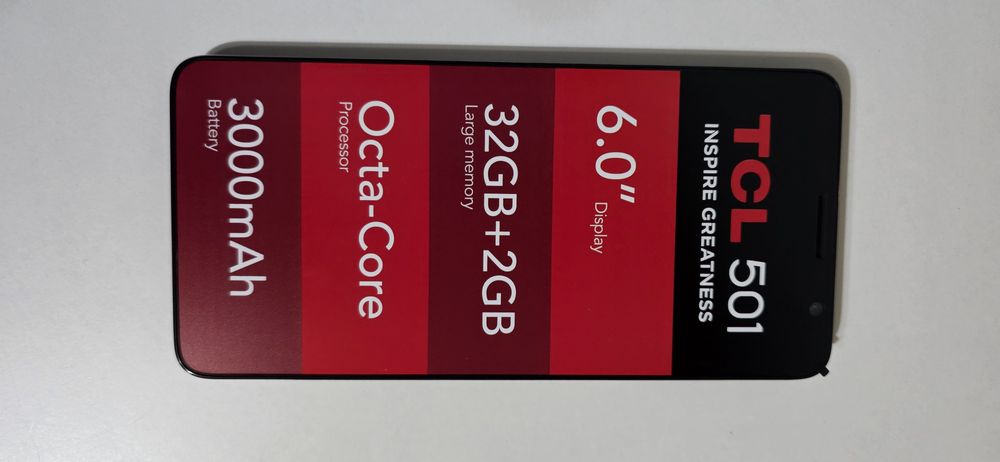 TCL 501
INSPIRE GREATNESS
6.0” Display
32GB+2GB
Large memory
Octa-Core
Processor
3000mAh
Battery